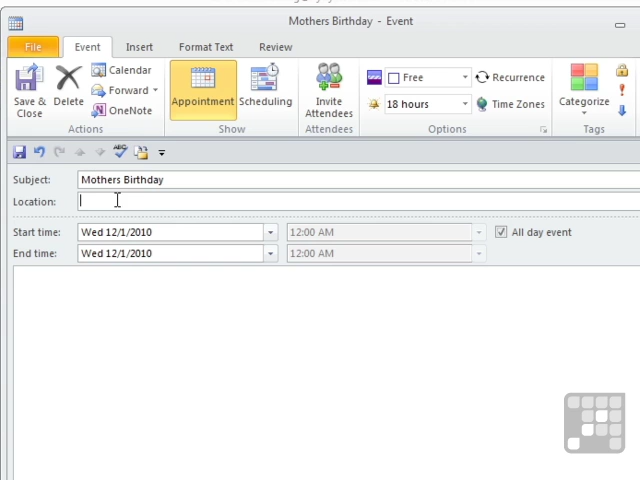 Mothers Birthday - Event
File Event Insert Format Text Review
Save & Close
Delete
Calendar
Forward
OneNote
Actions
Appointment
Scheduling
Show
Invite Attendees
Attendees
Free
Recurrence
18 hours
Time Zones
Options
Categorize
Tags
ABC
Subject: Mothers Birthday
Location:
Start time: Wed 12/1/2010 12:00 AM All day event
End time: Wed 12/1/2010 12:00 AM